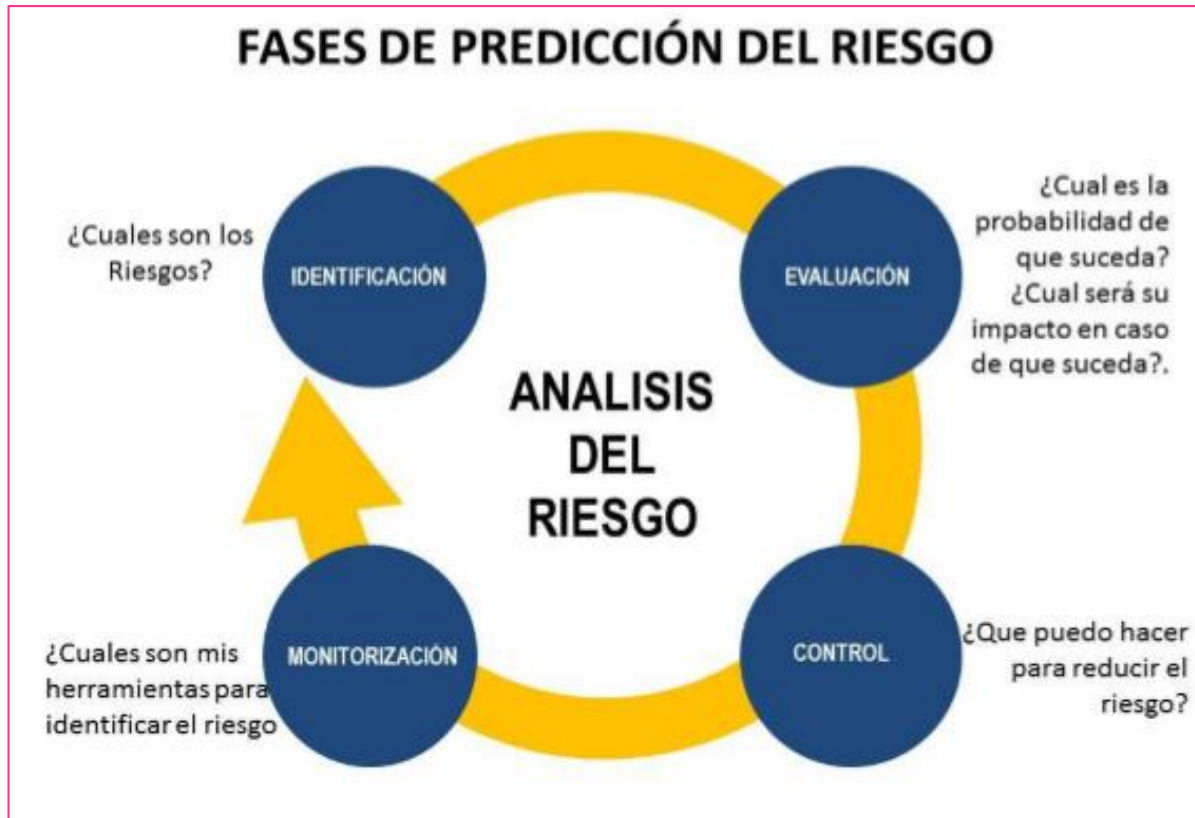 FASES DE PREDICCIÓN DEL RIESGO
¿Cuales son los
Riesgos?
IDENTIFICACIÓN
EVALUACIÓN
¿Cual es la
probabilidad de
que suceda?
¿Cual será su
impacto en caso
de que suceda?.
ANALISIS
DEL
RIESGO
¿Cuales son mis
herramientas para
identificar el riesgo
MONITORIZACIÓN
CONTROL
¿Que puedo hacer
para reducir el
riesgo?